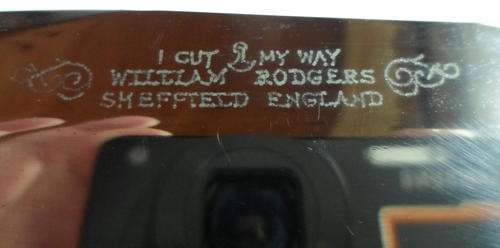 I CUT MY WAY
WILLIAM RODGERS
SHEFFIELD ENGLAND